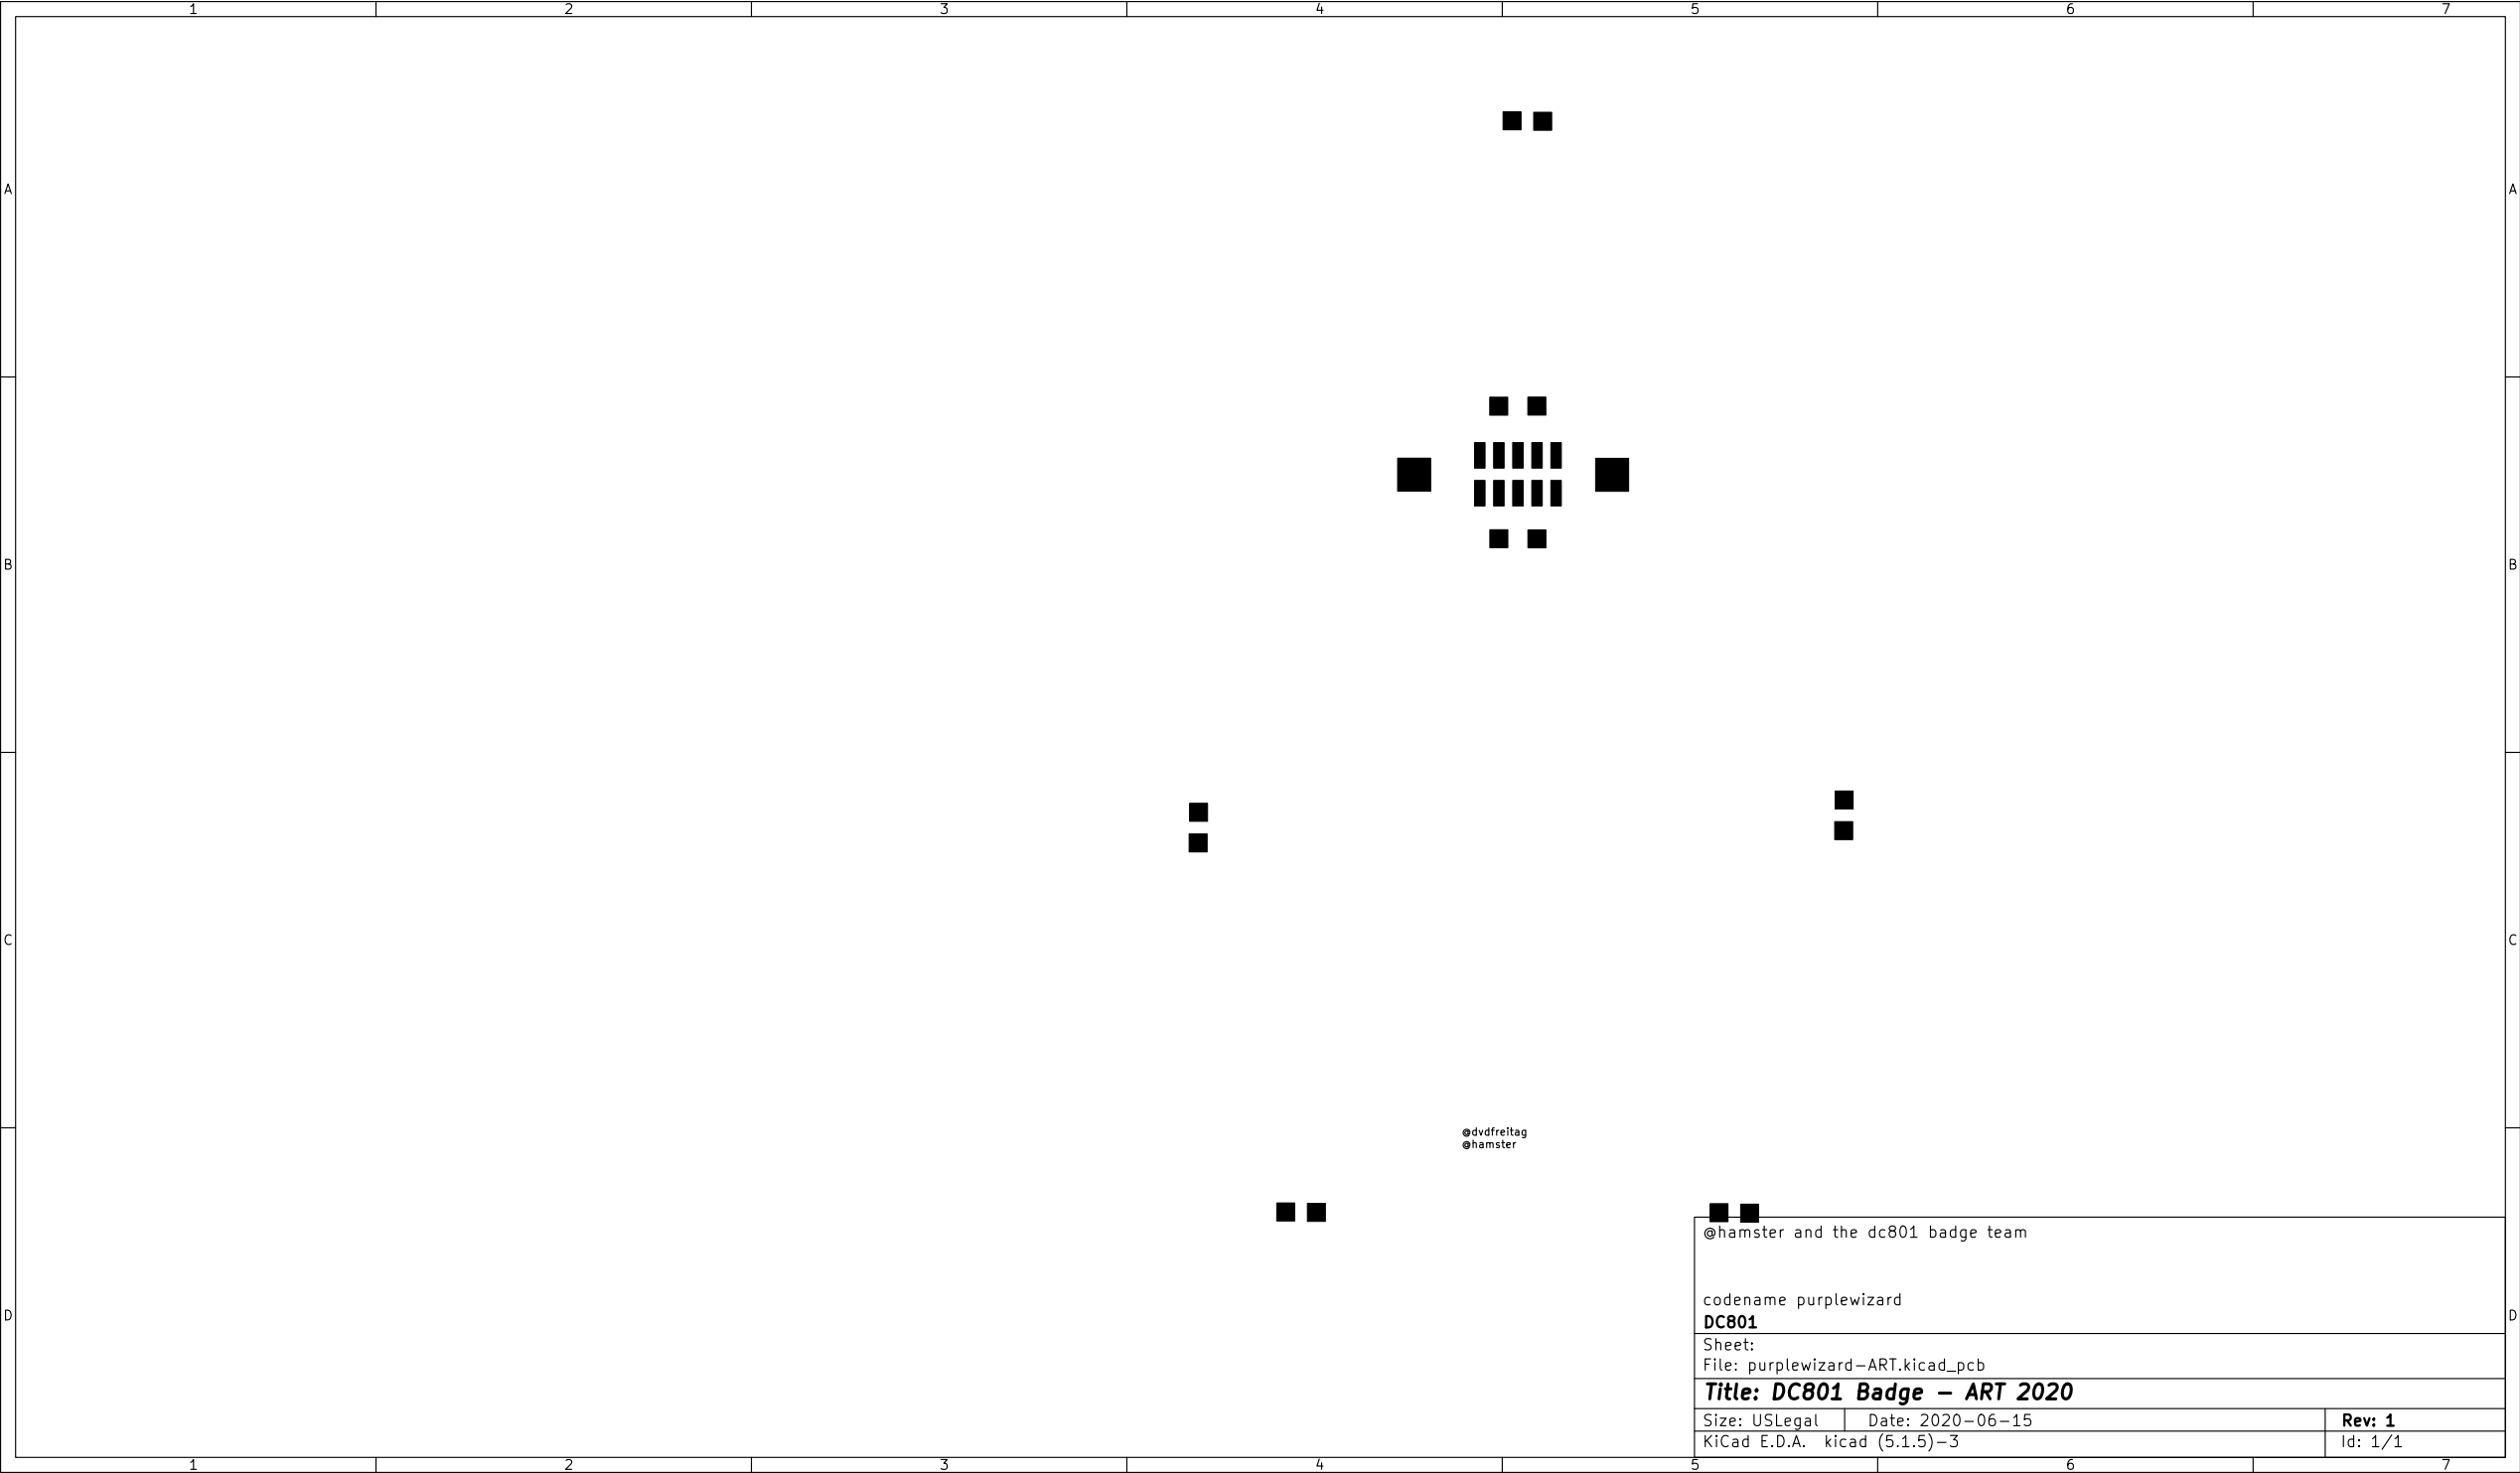 1 2 3 4 5 6 7
A A
B B
C C
@dvdfreitag
@hamster
@hamster and the dc801 badge team
codename purplewizard
D D
DC801
Sheet:
File: purplewizard-ART.kicad_pcb
Title: DC801 Badge - ART 2020
Size: USLegal Date: 2020-06-15 Rev: 1
KiCad E.D.A. kicad (5.1.5)-3 Id: 1/1
1 2 3 4 5 6 7